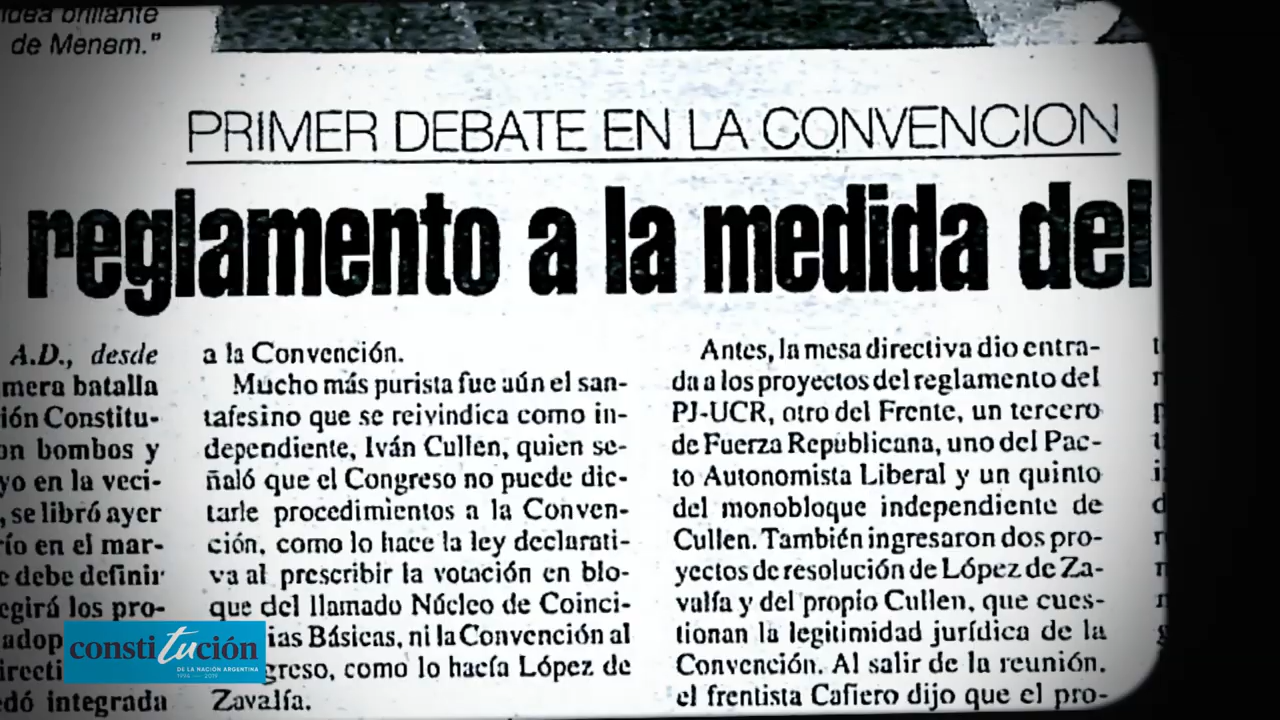 idea brillante
de Menem."
PRIMER DEBATE EN LA CONVENCION
reglamento a la medida del
A.D., desde
mera batalla
ión Constitu-
on bombos y
yo en la veci-
, se libró ayer
río en el mar-
e debe definir
egirá los pro-
adop
irecti
edó integrada
a la Convención.
Mucho más purista fue aún el san-
tafesino que se reivindica como in-
dependiente, Iván Cullen, quien se-
ñaló que el Congreso no puede dic-
tarle procedimientos a la Conven-
ción, como lo hace la ley declarati-
va al prescribir la votación en blo-
que del llamado Núcleo de Coinci-
ias Básicas, ni la Convención al
greso, como lo hacía López de
Zavalía.
Antes, la mesa directiva dio entra-
da a los proyectos del reglamento del
PJ-UCR, otro del Frente, un tercero
de Fuerza Republicana, uno del Pac-
to Autonomista Liberal y un quinto
del monobloque independiente de
Cullen. También ingresaron dos pro-
yectos de resolución de López de Za-
valía y del propio Cullen, que cues-
tionan la legitimidad jurídica de la
Convención. Al salir de la reunión,
el frentista Cafiero dijo que el pro-
constitución
DE LA NACIÓN ARGENTINA
1994 — 2019